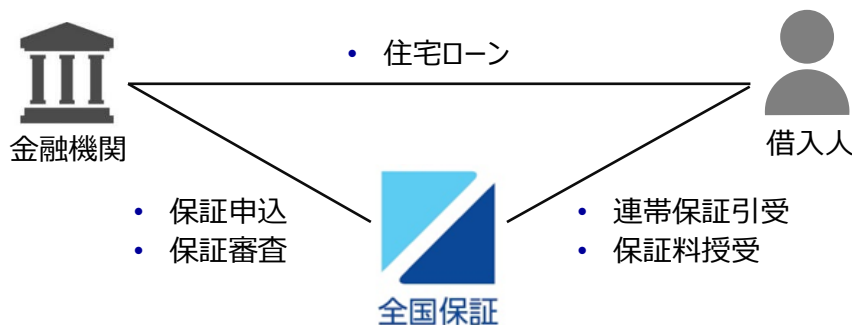 • 住宅ローン
金融機関
借入人
• 保証申込
• 保証審査
• 連帯保証引受
• 保証料授受
全国保証